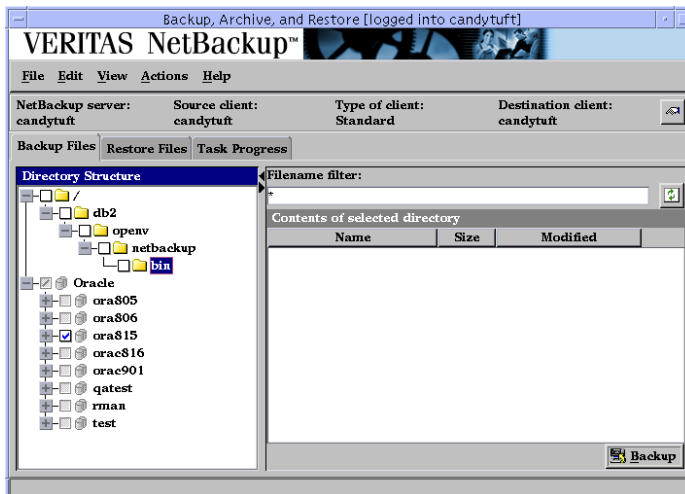 Backup, Archive, and Restore [logged into candytuft]
VERITAS NetBackup™
File Edit View Actions Help
NetBackup server: Source client: Type of client: Destination client:
candytuft candytuft Standard candytuft
Backup Files Restore Files Task Progress
Directory Structure
/
db2
openv
netbackup
bin
Oracle
ora805
ora806
ora815
orac816
orac901
qatest
rman
test
Filename filter:
*
Contents of selected directory
Name Size Modified
Backup